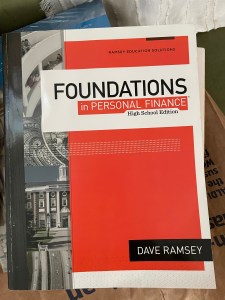 RAMSEY EDUCATION SOLUTIONS
FOUNDATIONS
in PERSONAL FINANCE
High School Edition
DAVE RAMSEY